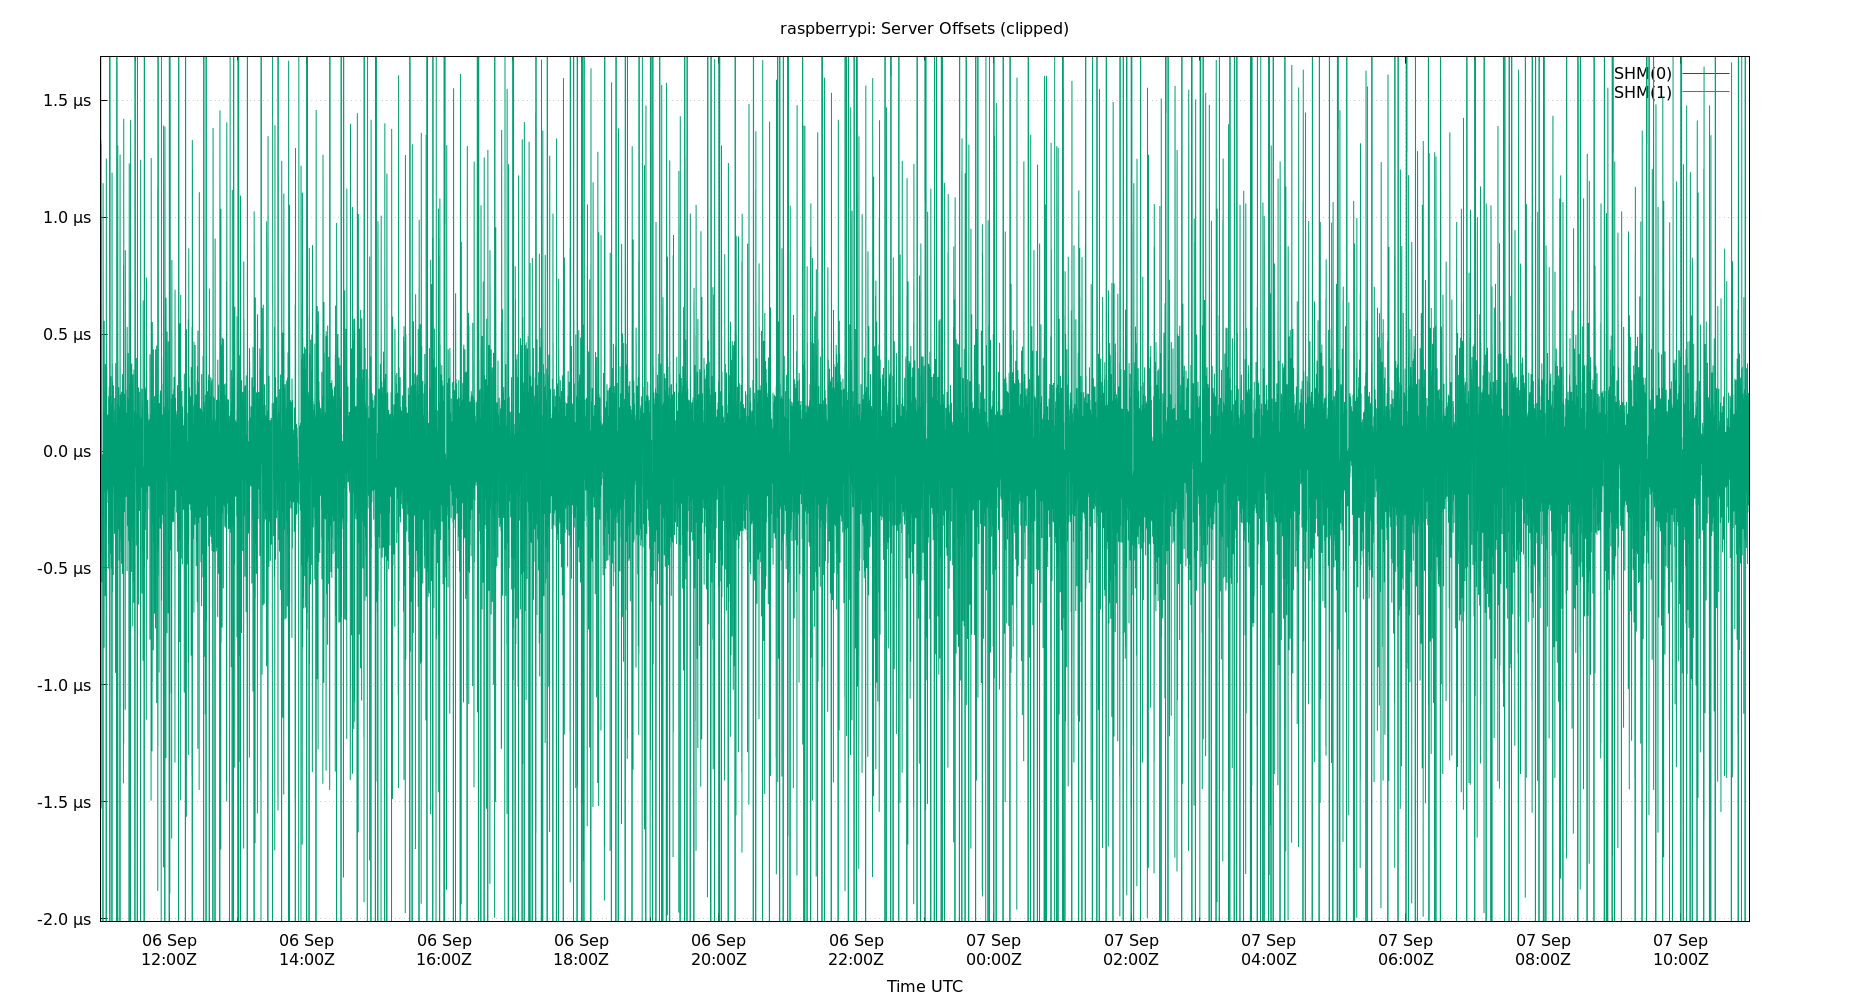 raspberrypi: Server Offsets (clipped)
SHM(0)
SHM(1)
1.5 µs
1.0 µs
0.5 µs
0.0 µs
-0.5 µs
-1.0 µs
-1.5 µs
-2.0 µs
06 Sep 06 Sep 06 Sep 06 Sep 06 Sep 06 Sep 07 Sep 07 Sep 07 Sep 07 Sep 07 Sep 07 Sep
12:00Z 14:00Z 16:00Z 18:00Z 20:00Z 22:00Z 00:00Z 02:00Z 04:00Z 06:00Z 08:00Z 10:00Z
Time UTC